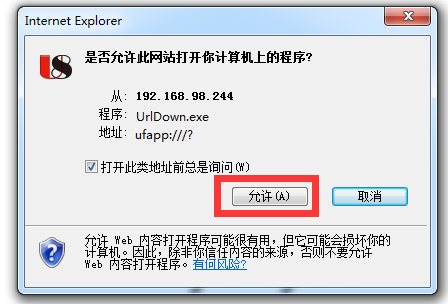 Internet Explorer
U8
是否允许此网站打开你计算机上的程序?
从: 192.168.98.244
程序: UrlDown.exe
地址: ufapp:///?
打开此类地址前总是询问(W)
允许(A) 取消
允许 Web 内容打开程序可能很有用，但它可能会损坏你的
计算机。因此，除非你信任内容的来源，否则不要允许
Web 内容打开程序。有何风险?